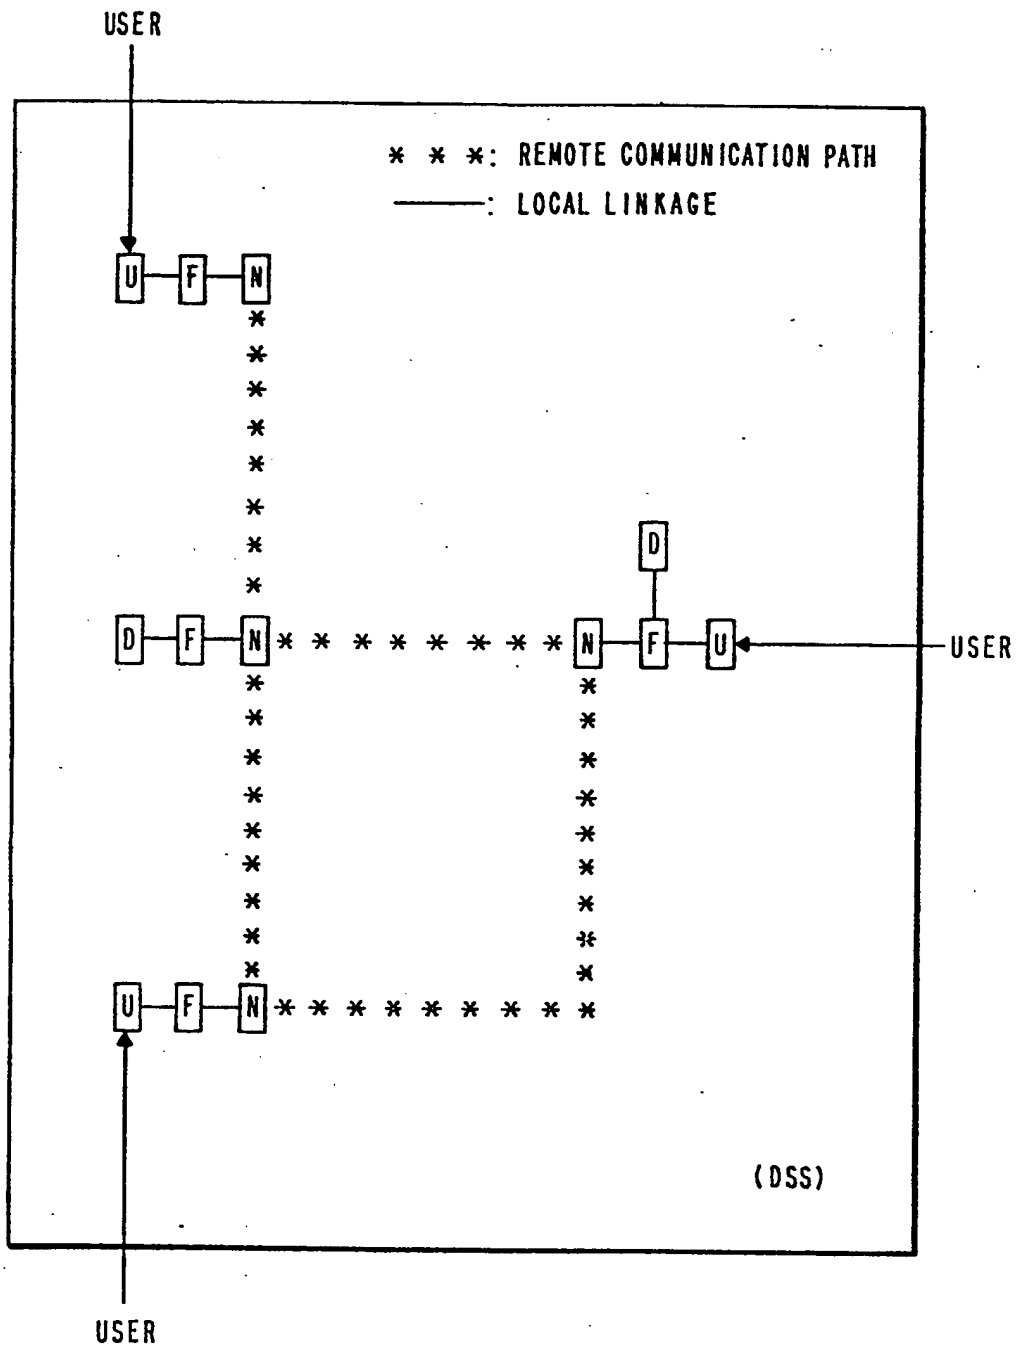 USER
* * *: REMOTE COMMUNICATION PATH
———: LOCAL LINKAGE
U F N
D
D F N N F U USER
U F N
(DSS)
USER